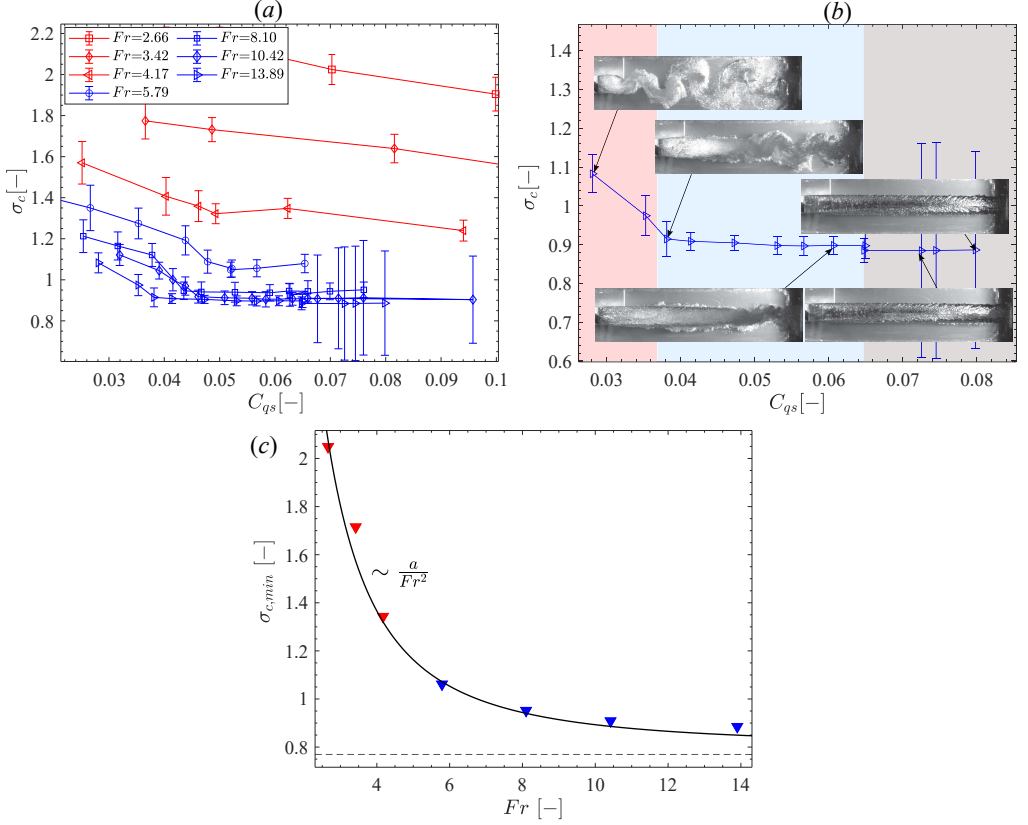 (a)
2.2
2
1.8
1.6
1.4
1.2
1
0.8
σc[−]
Fr=2.66
Fr=3.42
Fr=4.17
Fr=5.79
Fr=8.10
Fr=10.42
Fr=13.89
0.03 0.04 0.05 0.06 0.07 0.08 0.09 0.1
Cqs[−]
(b)
1.4
1.3
1.2
1.1
1
0.9
0.8
0.7
0.6
σc[−]
0.03 0.04 0.05 0.06 0.07 0.08
Cqs[−]
(c)
2
1.8
1.6
1.4
1.2
1
0.8
σc,min [−]
∼ a/Fr²
4 6 8 10 12 14
Fr [−]